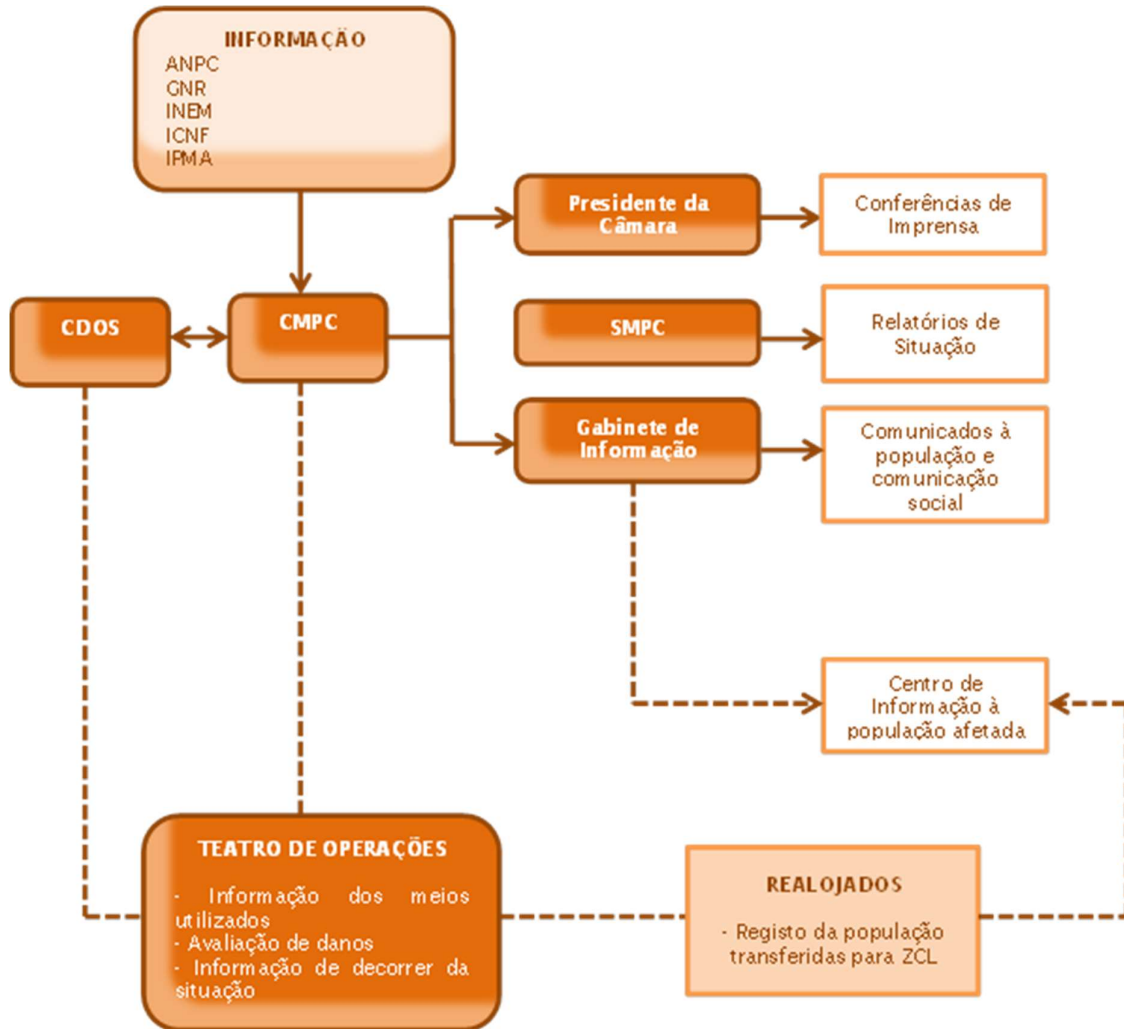 INFORMAÇÃO
ANPC
GNR
INEM
ICNF
IPMA
Presidente da
Câmara
Conferências de
Imprensa
CDOS
CMPC
SMPC
Relatórios de
Situação
Gabinete de
Informação
Comunicados à
população e
comunicação
social
Centro de
Informação à
população afetada
TEATRO DE OPERAÇÕES
- Informação dos meios
utilizados
- Avaliação de danos
- Informação de decorrer da
situação
REALOJADOS
- Registo da população
transferidas para ZCL